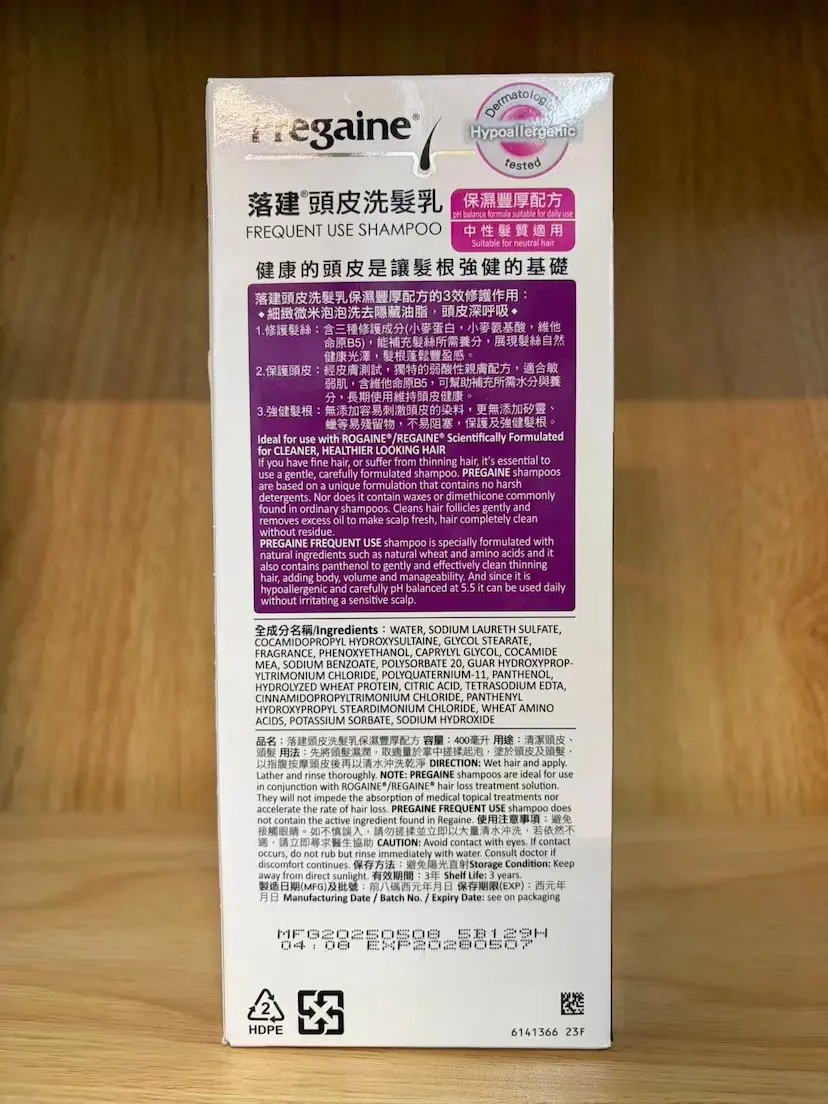 Pregaine®
Dermatologi
Hypoallergenic
tested
落建®頭皮洗髮乳
FREQUENT USE SHAMPOO
保濕豐厚配方
pH balance formula suitable for daily use
中性髮質適用
Suitable for neutral hair
健康的頭皮是讓髮根強健的基礎
落建頭皮洗髮乳保濕豐厚配方的3效修護作用：
◆細緻微米泡泡洗去隱藏油脂，頭皮深呼吸◆
1.修護髮絲：含三種修護成分(小麥蛋白，小麥氨基酸，維他
命原B5)，能補充髮絲所需養分，展現髮絲自然
健康光澤，髮根蓬鬆豐盈感。
2.保護頭皮：經皮膚測試，獨特的弱酸性親膚配方，適合敏
弱肌，含維他命原B5，可幫助補充所需水分與養
分，長期使用維持頭皮健康。
3.強健髮根：無添加容易刺激頭皮的染料，更無添加矽靈、
蠟等易殘留物，不易阻塞，保護及強健髮根。
Ideal for use with ROGAINE®/REGAINE® Scientifically Formulated
for CLEANER, HEALTHIER LOOKING HAIR
If you have fine hair, or suffer from thinning hair, it's essential to
use a gentle, carefully formulated shampoo. PREGAINE shampoos
are based on a unique formulation that contains no harsh
detergents. Nor does it contain waxes or dimethicone commonly
found in ordinary shampoos. Cleans hair follicles gently and
removes excess oil to make scalp fresh, hair completely clean
without residue.
PREGAINE FREQUENT USE shampoo is specially formulated with
natural ingredients such as natural wheat and amino acids and it
also contains panthenol to gently and effectively clean thinning
hair, adding body, volume and manageability. And since it is
hypoallergenic and carefully pH balanced at 5.5 it can be used daily
without irritating a sensitive scalp.
全成分名稱/Ingredients：WATER, SODIUM LAURETH SULFATE,
COCAMIDOPROPYL HYDROXYSULTAINE, GLYCOL STEARATE,
FRAGRANCE, PHENOXYETHANOL, CAPRYLYL GLYCOL, COCAMIDE
MEA, SODIUM BENZOATE, POLYSORBATE 20, GUAR HYDROXYPROP-
YLTRIMONIUM CHLORIDE, POLYQUATERNIUM-11, PANTHENOL,
HYDROLYZED WHEAT PROTEIN, CITRIC ACID, TETRASODIUM EDTA,
CINNAMIDOPROPYLTRIMONIUM CHLORIDE, PANTHENYL
HYDROXYPROPYL STEARDIMONIUM CHLORIDE, WHEAT AMINO
ACIDS, POTASSIUM SORBATE, SODIUM HYDROXIDE
品名：落建頭皮洗髮乳保濕豐厚配方 容量：400毫升 用途：清潔頭皮、
頭髮 用法：先將頭髮濕潤，取適量於掌中搓揉起泡，塗於頭皮及頭髮，
以指腹按摩頭皮後再以清水沖洗乾淨 DIRECTION: Wet hair and apply.
Lather and rinse thoroughly. NOTE: PREGAINE shampoos are ideal for use
in conjunction with ROGAINE®/REGAINE® hair loss treatment solution.
They will not impede the absorption of medical topical treatments nor
accelerate the rate of hair loss. PREGAINE FREQUENT USE shampoo does
not contain the active ingredient found in Regaine. 使用注意事項：避免
接觸眼睛。如不慎誤入，請勿搓揉並立即以大量清水沖洗，若依然不
適，請立即尋求醫生協助 CAUTION: Avoid contact with eyes. If contact
occurs, do not rub but rinse immediately with water. Consult doctor if
discomfort continues. 保存方法：避免陽光直射Storage Condition: Keep
away from direct sunlight. 有效期間：3年 Shelf Life: 3 years.
製造日期(MFG)及批號：前八碼西元年月日 保存期限(EXP)：西元年
月日 Manufacturing Date / Batch No. / Expiry Date: see on packaging
MFG20250508 5B129H
04:08 EXP20280507
2
HDPE
6141366 23F